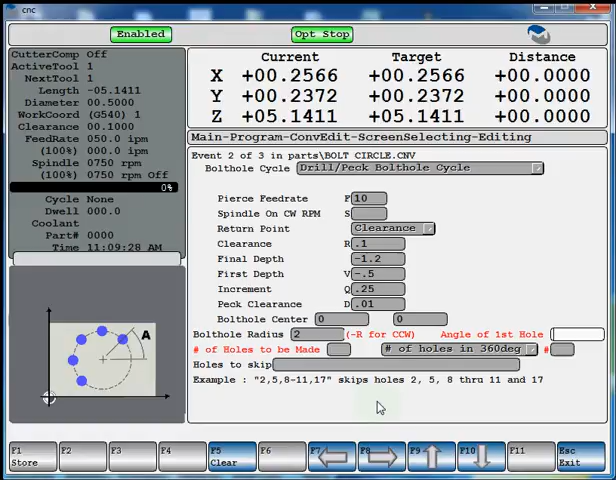 cnc
Enabled
Opt Stop
CutterComp Off
ActiveTool 1
NextTool 1
Length -05.1411
Diameter 00.5000
WorkCoord (G540) 1
Clearance 00.1000
FeedRate 050.0 ipm
(100%) 000.0 ipm
Spindle 0750 rpm
(100%) 0750 rpm Off
0%
Cycle None
Dwell 000.0
Coolant
Part# 0000
Time 11:09:28 AM
Current Target Distance
X +00.2566 +00.2566 +00.0000
Y +00.2372 +00.2372 +00.0000
Z +05.1411 +05.1411 +00.0000
Main-Program-ConvEdit-ScreenSelecting-Editing
Event 2 of 3 in parts\BOLT CIRCLE.CNV
Bolthole Cycle Drill/Peck Bolthole Cycle
Pierce Feedrate F 10
Spindle On CW RPM S
Return Point Clearance
Clearance R .1
Final Depth -1.2
First Depth V -.5
Increment Q .25
Peck Clearance D .01
Bolthole Center 0 0
Bolthole Radius 2 (-R for CCW) Angle of 1st Hole
# of Holes to be Made # of holes in 360deg #
Holes to skip
Example : "2,5,8-11,17" skips holes 2, 5, 8 thru 11 and 17
A
F1 Store
F2
F3
F4
F5 Clear
F6
F7
F8
F9
F10
F11
Esc Exit